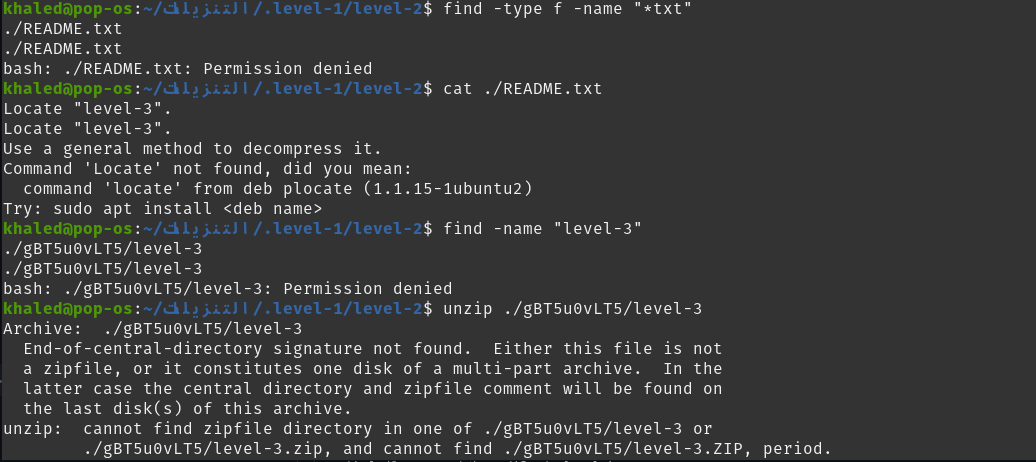 khaled@pop-os:~/التنزيلات/.level-1/level-2$ find -type f -name "*txt"
./README.txt
./README.txt
bash: ./README.txt: Permission denied
khaled@pop-os:~/التنزيلات/.level-1/level-2$ cat ./README.txt
Locate "level-3".
Locate "level-3".
Use a general method to decompress it.
Command 'Locate' not found, did you mean:
  command 'locate' from deb plocate (1.1.15-1ubuntu2)
Try: sudo apt install <deb name>
khaled@pop-os:~/التنزيلات/.level-1/level-2$ find -name "level-3"
./gBT5u0vLT5/level-3
./gBT5u0vLT5/level-3
bash: ./gBT5u0vLT5/level-3: Permission denied
khaled@pop-os:~/التنزيلات/.level-1/level-2$ unzip ./gBT5u0vLT5/level-3
Archive:  ./gBT5u0vLT5/level-3
  End-of-central-directory signature not found.  Either this file is not
  a zipfile, or it constitutes one disk of a multi-part archive.  In the
  latter case the central directory and zipfile comment will be found on
  the last disk(s) of this archive.
unzip:  cannot find zipfile directory in one of ./gBT5u0vLT5/level-3 or
        ./gBT5u0vLT5/level-3.zip, and cannot find ./gBT5u0vLT5/level-3.ZIP, period.